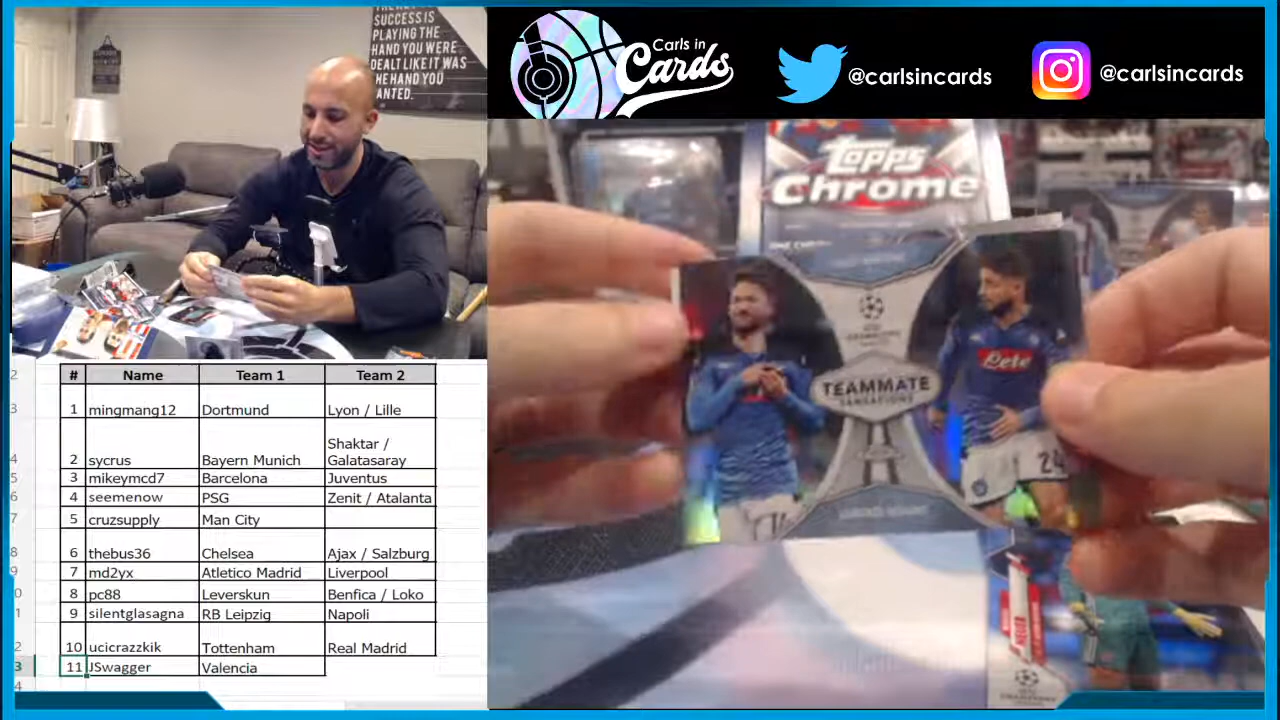 THE
SUCCESS IS
PLAYING THE
HAND YOU WERE
DEALT LIKE IT WAS
THE HAND YOU
WANTED.
Carls in
Cards
@carlsincards
@carlsincards
Topps
Chrome
UEFA
CHAMPIONS
LEAGUE
TEAMMATE
SENSATIONS
Lete
24
# Name Team 1 Team 2
1 mingmang12 Dortmund Lyon / Lille
2 sycrus Bayern Munich Shaktar / Galatasaray
3 mikeymcd7 Barcelona Juventus
4 seemenow PSG Zenit / Atalanta
5 cruzsupply Man City
6 thebus36 Chelsea Ajax / Salzburg
7 md2yx Atletico Madrid Liverpool
8 pc88 Leverskun Benfica / Loko
9 silentglasagna RB Leipzig Napoli
10 ucicrazzkik Tottenham Real Madrid
11 JSwagger Valencia